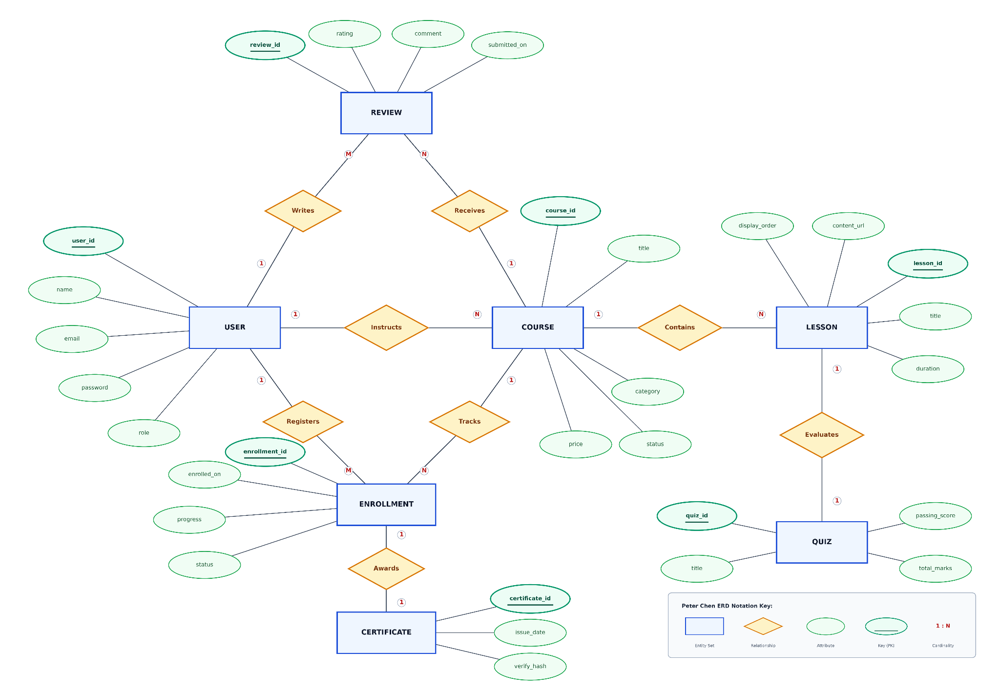 rating
comment
review_id
submitted_on
REVIEW
M
N
Writes
Receives
course_id
display_order
content_url
user_id
title
1
1
lesson_id
name
1
N
1
N
title
USER
Instructs
COURSE
Contains
LESSON
email
1
duration
1
1
password
category
Registers
Tracks
role
Evaluates
price
status
enrollment_id
M
N
enrolled_on
1
ENROLLMENT
quiz_id
passing_score
progress
1
QUIZ
status
Awards
title
total_marks
certificate_id
1
Peter Chen ERD Notation Key:
1 : N
CERTIFICATE
issue_date
Entity Set
Relationship
Attribute
Key (PK)
Cardinality
verify_hash